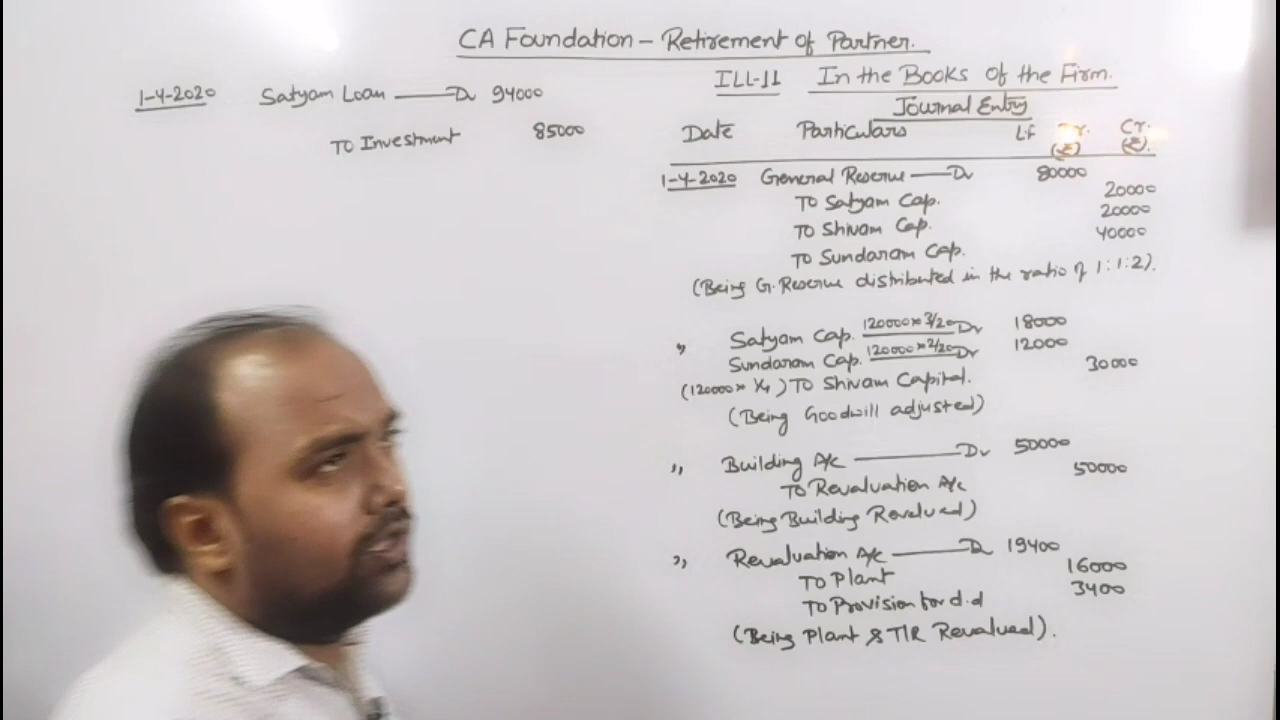 CA Foundation – Retirement of Partner.
1-4-2020 Satyam Loan — Dr 94000
To Investment 85000
ILL-11 In the Books of the Firm.
Journal Entry
Date Particulars L.f Dr. (₹) Cr. (₹)
1-4-2020 General Reserve — Dr 80000
To Satyam Cap. 20000
To Shivam Cap. 20000
To Sundaram Cap. 40000
(Being G. Reserve distributed in the ratio of 1:1:2).
,, Satyam Cap. 120000×3/20 Dr 18000
Sundaram Cap. 120000×2/20 Dr 12000
(120000× 1/4) To Shivam Capital. 30000
(Being Goodwill adjusted)
,, Building A/c — Dr 50000
To Revaluation A/c 50000
(Being Building Revalued)
,, Revaluation A/c — Dr 19400
To Plant 16000
To Provision for d.d 3400
(Being Plant & T/R Revalued).